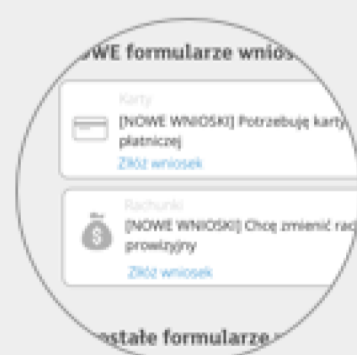 OWE formularze wnios
Karty
[NOWE WNIOSKI] Potrzebuję karty
płatniczej
Złóż wniosek
$
Rachunki
[NOWE WNIOSKI] Chcę zmienić rac
prowizyjny
Złóż wniosek
ostałe formularze